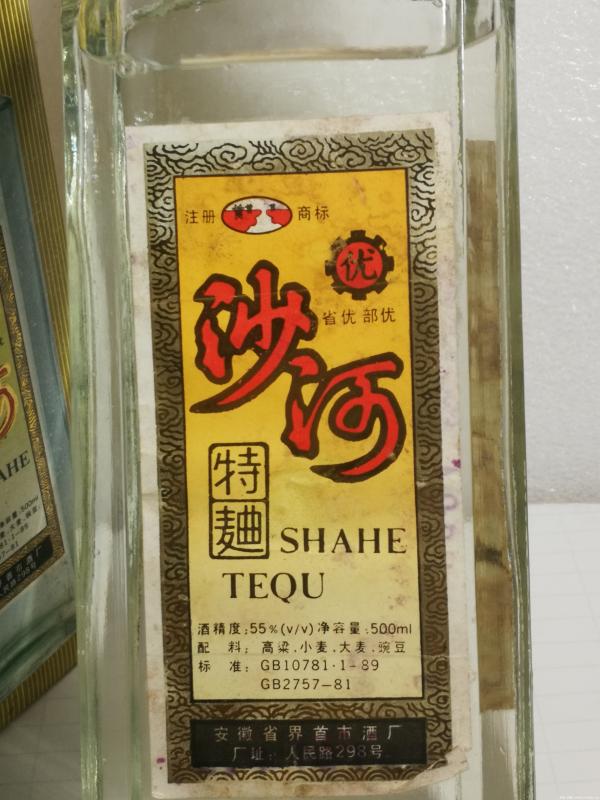 注册 商标
优
省优 部优
沙河
特麯
SHAHE
TEQU
酒精度:55%(v/v)净容量:500ml
配 料: 高粱.小麦.大麦.豌豆
标 准: GB10781·1-89
GB2757-81
安徽省界首市酒厂
厂址: 人民路298号
AHE
500ml